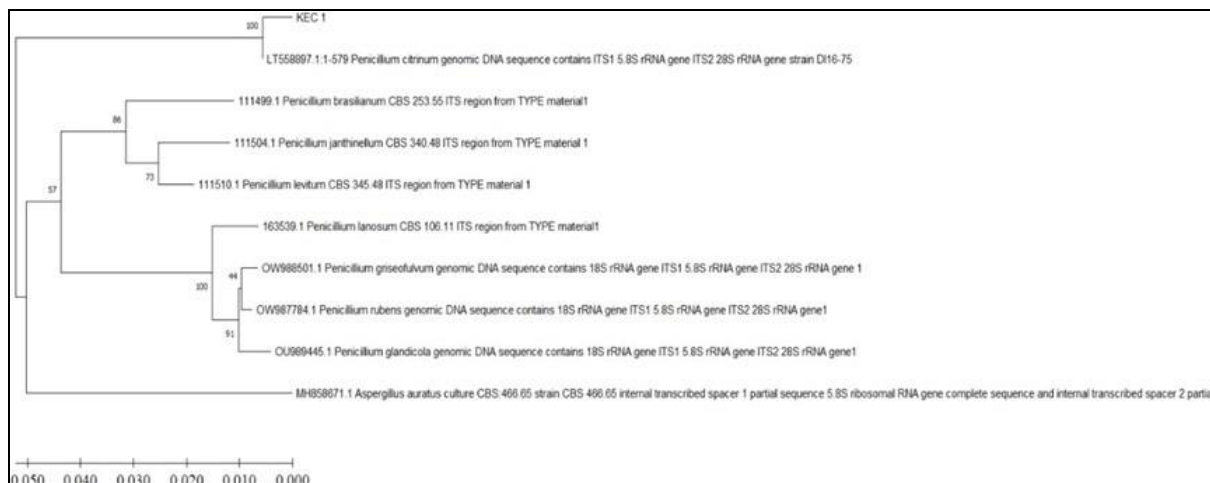 KEC 1
100
LT558897.1:1-579 Penicillium citrinum genomic DNA sequence contains ITS1 5.8S rRNA gene ITS2 28S rRNA gene strain DI16-75
111499.1 Penicillium brasilianum CBS 253.55 ITS region from TYPE material1
86
111504.1 Penicillium janthinellum CBS 340.48 ITS region from TYPE material 1
73
111510.1 Penicillium levitum CBS 345.48 ITS region from TYPE material 1
57
163539.1 Penicillium lanosum CBS 106.11 ITS region from TYPE material1
OW988501.1 Penicillium griseofulvum genomic DNA sequence contains 18S rRNA gene ITS1 5.8S rRNA gene ITS2 28S rRNA gene 1
44
100
OW987784.1 Penicillium rubens genomic DNA sequence contains 18S rRNA gene ITS1 5.8S rRNA gene ITS2 28S rRNA gene1
91
OU989445.1 Penicillium glandicola genomic DNA sequence contains 18S rRNA gene ITS1 5.8S rRNA gene ITS2 28S rRNA gene1
MH858671.1 Aspergillus auratus culture CBS:466.65 strain CBS 466.65 internal transcribed spacer 1 partial sequence 5.8S ribosomal RNA gene complete sequence and internal transcribed spacer 2 partia
0.050 0.040 0.030 0.020 0.010 0.000